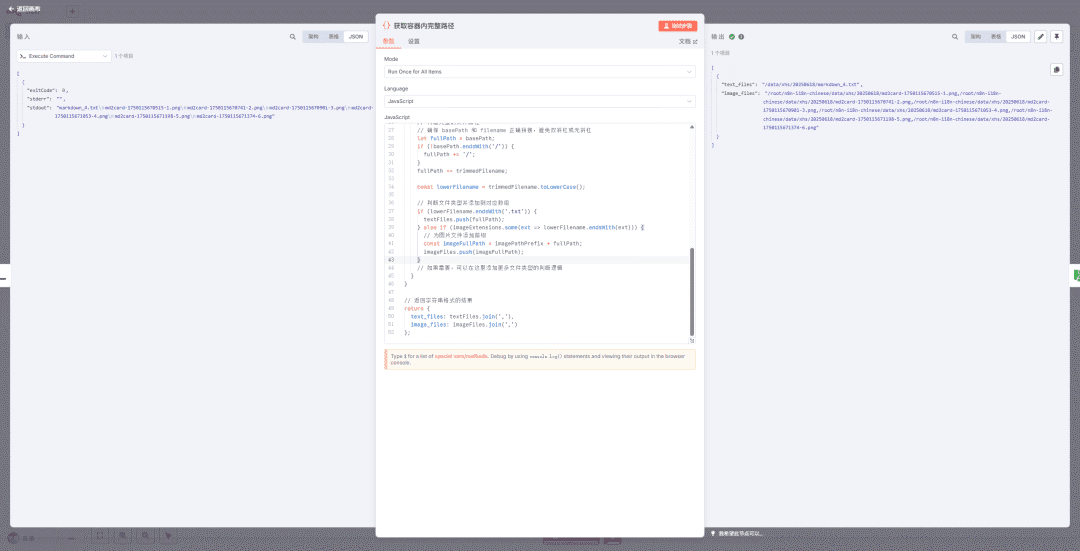 返回画布
输入
架构 表格 JSON
Execute Command
1个项目
[
{
"exitCode": 0,
"stderr": "",
"stdout": "markdown_4.txt\nmd2card-1750115670515-1.png\nmd2card-1750115670741-2.png\nmd2card-1750115670901-3.png\nmd2card-
1750115671053-4.png\nmd2card-1750115671198-5.png\nmd2card-1750115671374-6.png"
}
]
获取容器内完整路径
参数
设置
文档
Mode
Run Once for All Items
Language
JavaScript
JavaScript
27 // 确保 basePath 和 filename 正确拼接，避免双斜杠或无斜杠
28 let fullPath = basePath;
29 if (!basePath.endsWith('/')) {
30 fullPath += '/';
31 }
32 fullPath += trimmedFilename;
33
34 const lowerFilename = trimmedFilename.toLowerCase();
35
36 // 判断文件类型并添加到对应数组
37 if (lowerFilename.endsWith('.txt')) {
38 textFiles.push(fullPath);
39 } else if (imageExtensions.some(ext => lowerFilename.endsWith(ext))) {
40 // 为图片文件添加前缀
41 const imageFullPath = imagePathPrefix + fullPath;
42 imageFiles.push(imageFullPath);
43 }
44 // 如果需要，可以在这里添加更多文件类型的判断逻辑
45 }
46 }
47
48 // 返回字符串格式的结果
49 return {
50 text_files: textFiles.join(','),
51 image_files: imageFiles.join(',')
52 };
Type $ for a list of special vars/methods. Debug by using console.log() statements and viewing their output in the browser
console.
输出
架构 表格 JSON
1个项目
[
{
"text_files": "/data/xhs/20250618/markdown_4.txt",
"image_files": "/root/n8n-i18n-chinese/data/xhs/20250618/md2card-1750115670515-1.png,/root/n8n-i18n-
chinese/data/xhs/20250618/md2card-1750115670741-2.png,/root/n8n-i18n-chinese/data/xhs/20250618/md2card-
1750115670901-3.png,/root/n8n-i18n-chinese/data/xhs/20250618/md2card-1750115671053-4.png,/root/n8n-i18n-
chinese/data/xhs/20250618/md2card-1750115671198-5.png,/root/n8n-i18n-chinese/data/xhs/20250618/md2card-
1750115671374-6.png"
}
]
我希望此节点可以...